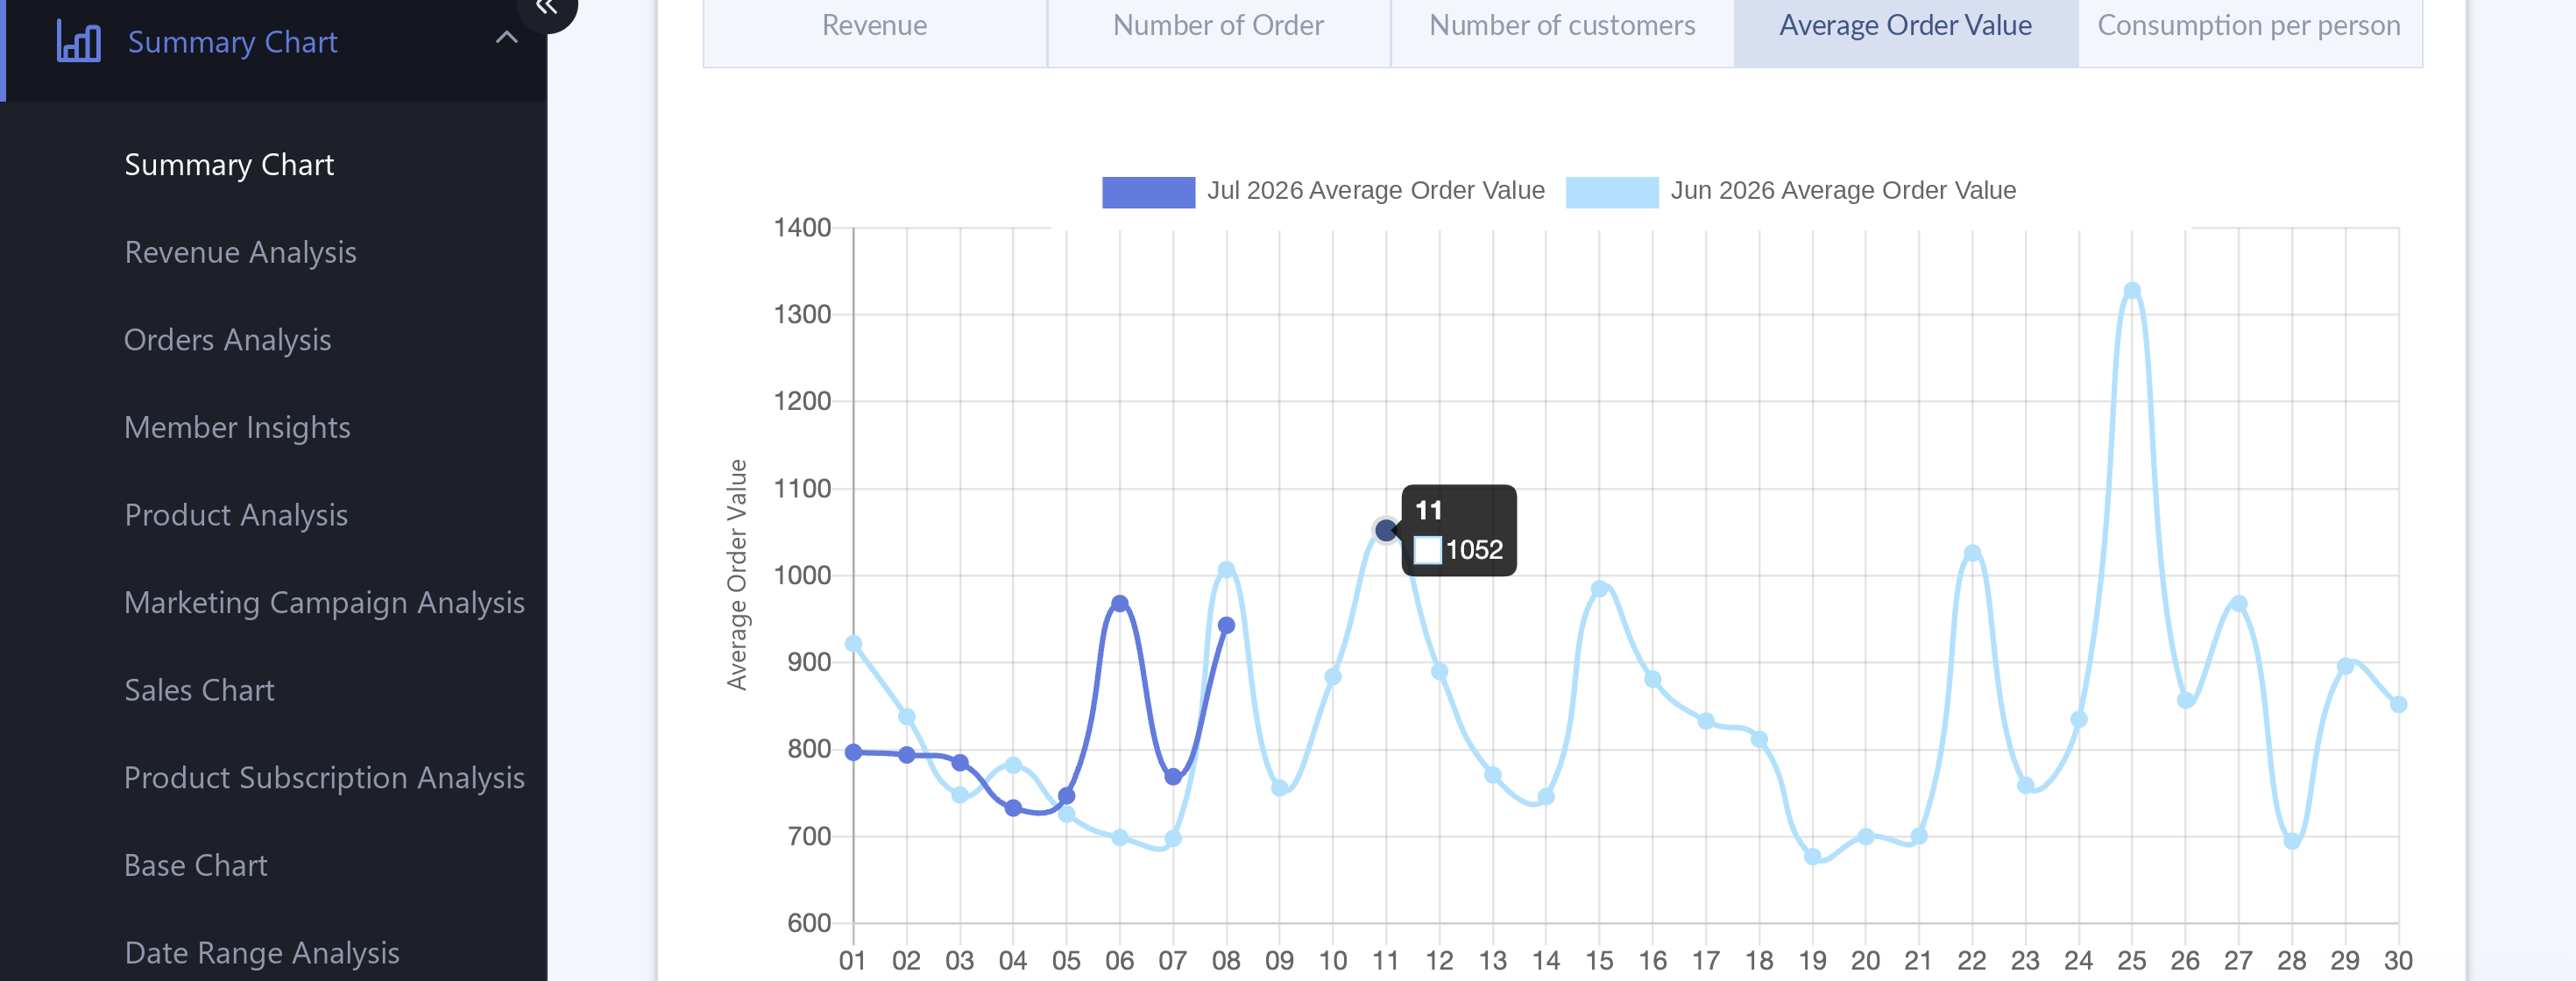 Summary Chart
Summary Chart
Revenue Analysis
Orders Analysis
Member Insights
Product Analysis
Marketing Campaign Analysis
Sales Chart
Product Subscription Analysis
Base Chart
Date Range Analysis
Revenue
Number of Order
Number of customers
Average Order Value
Consumption per person
Jul 2026 Average Order Value
Jun 2026 Average Order Value
Average Order Value
1400
1300
1200
1100
1000
900
800
700
600
11
1052
01 02 03 04 05 06 07 08 09 10 11 12 13 14 15 16 17 18 19 20 21 22 23 24 25 26 27 28 29 30